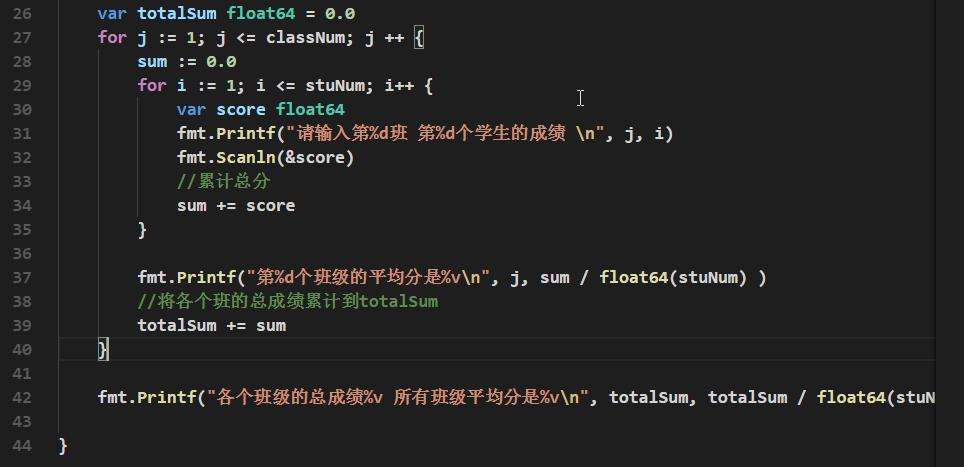 26 var totalSum float64 = 0.0
27 for j := 1; j <= classNum; j ++ {
28 sum := 0.0
29 for i := 1; i <= stuNum; i++ {
30 var score float64
31 fmt.Printf("请输入第%d班 第%d个学生的成绩 \n", j, i)
32 fmt.Scanln(&score)
33 //累计总分
34 sum += score
35 }
36
37 fmt.Printf("第%d个班级的平均分是%v\n", j, sum / float64(stuNum) )
38 //将各个班的总成绩累计到totalSum
39 totalSum += sum
40 }
41
42 fmt.Printf("各个班级的总成绩%v 所有班级平均分是%v\n", totalSum, totalSum / float64(stuN
43
44 }